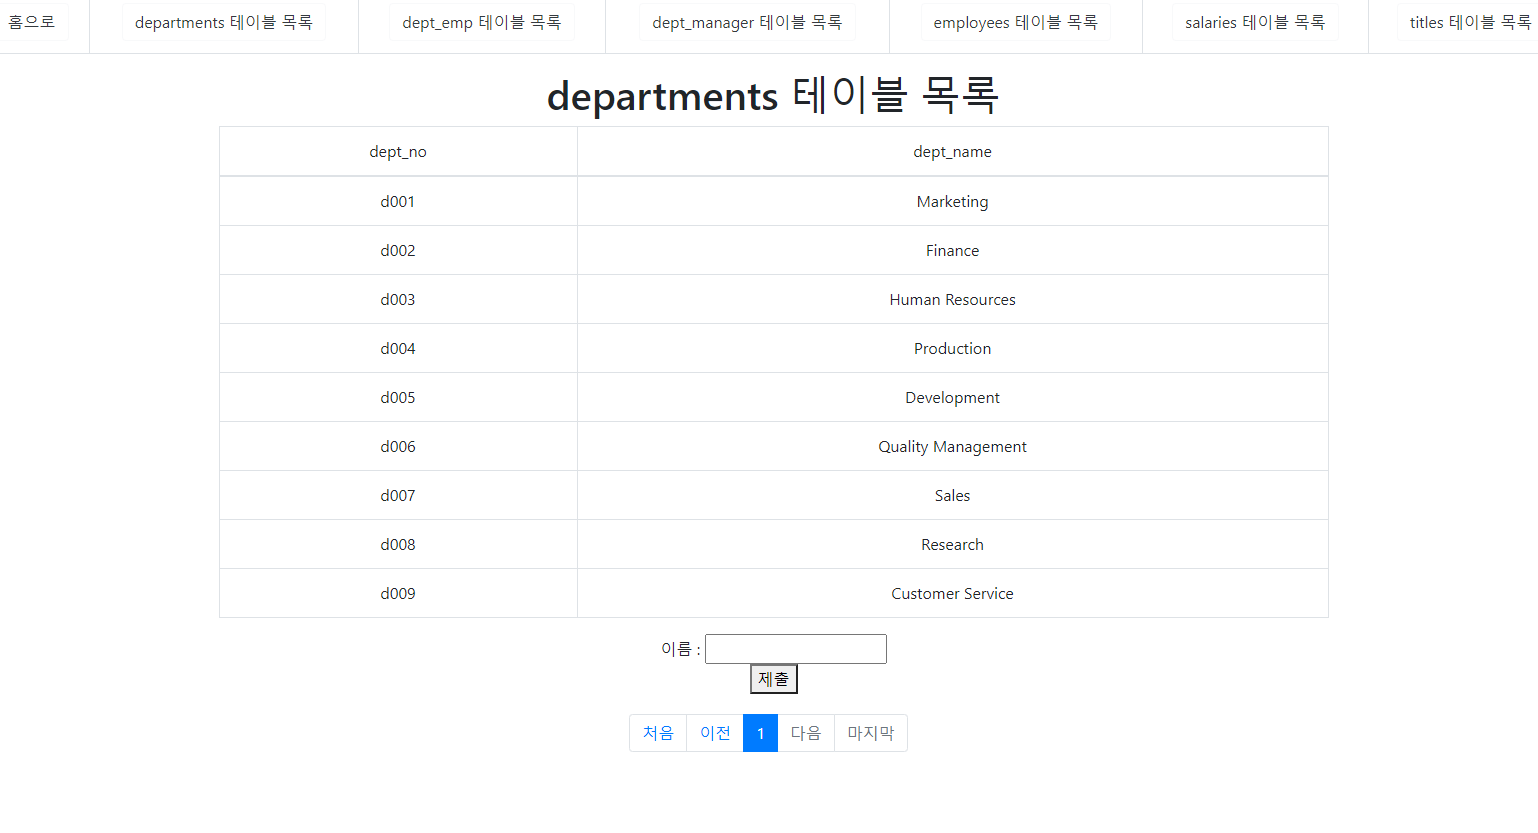 홈으로 departments 테이블 목록 dept_emp 테이블 목록 dept_manager 테이블 목록 employees 테이블 목록 salaries 테이블 목록 titles 테이블 목록
departments 테이블 목록
dept_no dept_name
d001 Marketing
d002 Finance
d003 Human Resources
d004 Production
d005 Development
d006 Quality Management
d007 Sales
d008 Research
d009 Customer Service
이름 :
제출
처음 이전 1 다음 마지막